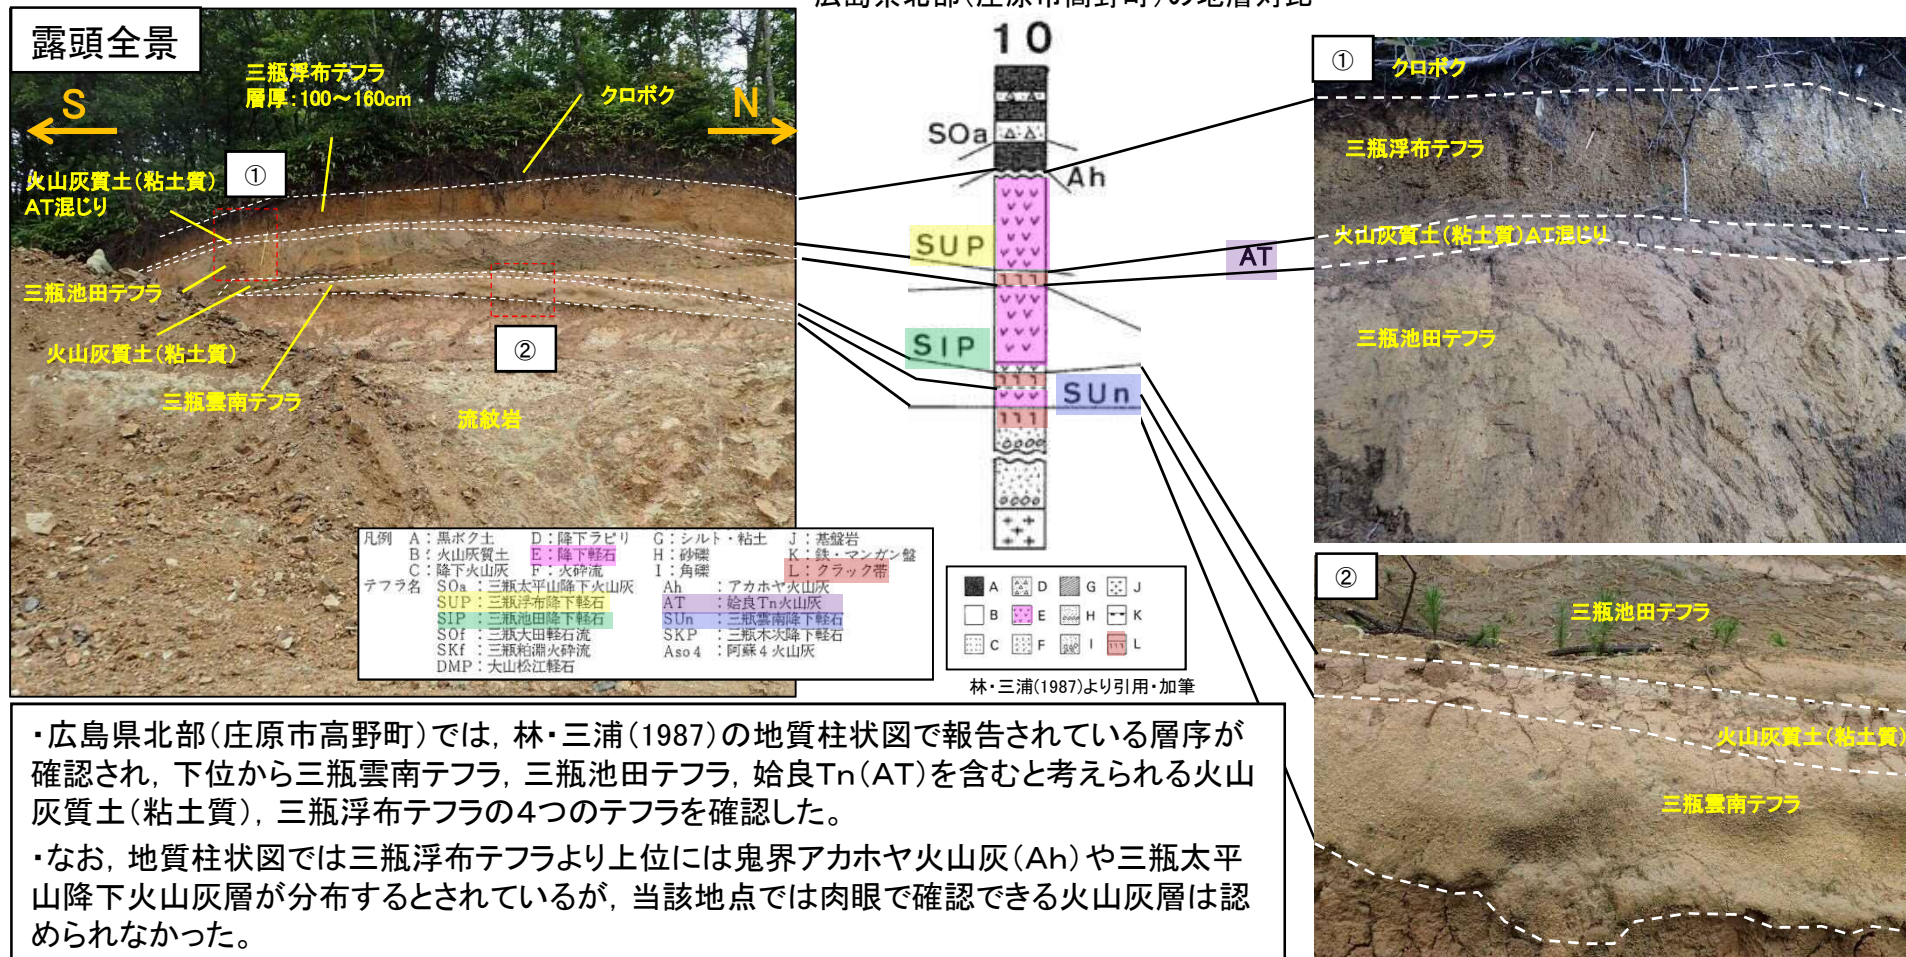 広島県北部(庄原市高野町)の地層対比
露頭全景
S
N
三瓶浮布テフラ
層厚:100～160cm
クロボク
火山灰質土(粘土質)
AT混じり
①
三瓶池田テフラ
火山灰質土(粘土質)
②
三瓶雲南テフラ
流紋岩
10
SOa
Ah
SUP
AT
SIP
SUn
凡例 A:黒ボク土 D:降下ラピリ G:シルト・粘土 J:基盤岩
B:火山灰質土 E:降下軽石 H:砂礫 K:鉄・マンガン盤
C:降下火山灰 F:火砕流 I:角礫 L:クラック帯
テフラ名 SOa:三瓶太平山降下火山灰 Ah:アカホヤ火山灰
SUP:三瓶浮布降下軽石 AT:姶良Tn火山灰
SIP:三瓶池田降下軽石 SUn:三瓶雲南降下軽石
SOf:三瓶大田軽石流 SKP:三瓶木次降下軽石
SKf:三瓶粕淵火砕流 Aso4:阿蘇4火山灰
DMP:大山松江軽石
A D G J
B E H K
C F I L
林・三浦(1987)より引用・加筆
①
クロボク
三瓶浮布テフラ
火山灰質土(粘土質)AT混じり
三瓶池田テフラ
②
三瓶池田テフラ
火山灰質土(粘土質)
三瓶雲南テフラ
・広島県北部(庄原市高野町)では，林・三浦(1987)の地質柱状図で報告されている層序が
確認され，下位から三瓶雲南テフラ，三瓶池田テフラ，姶良Tn(AT)を含むと考えられる火山
灰質土(粘土質)，三瓶浮布テフラの4つのテフラを確認した。
・なお，地質柱状図では三瓶浮布テフラより上位には鬼界アカホヤ火山灰(Ah)や三瓶太平
山降下火山灰層が分布するとされているが，当該地点では肉眼で確認できる火山灰層は認
められなかった。